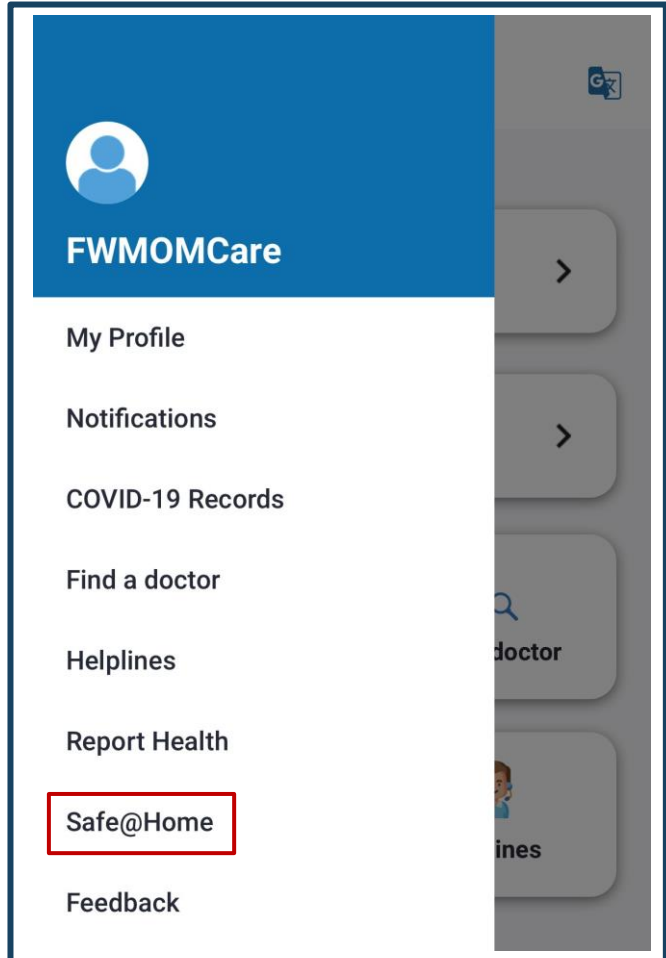 FWMOMCare
My Profile
Notifications
COVID-19 Records
Find a doctor
Helplines
Report Health
Safe@Home
Feedback
doctor
ines